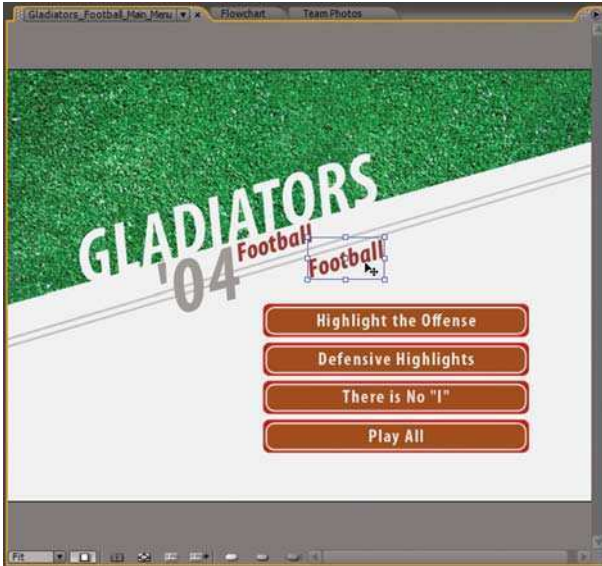 Gladiators_Football_Main_Menu Flowchart Team Photos
GLADIATORS
'04 Football
Football
Highlight the Offense
Defensive Highlights
There is No "I"
Play All
Fit